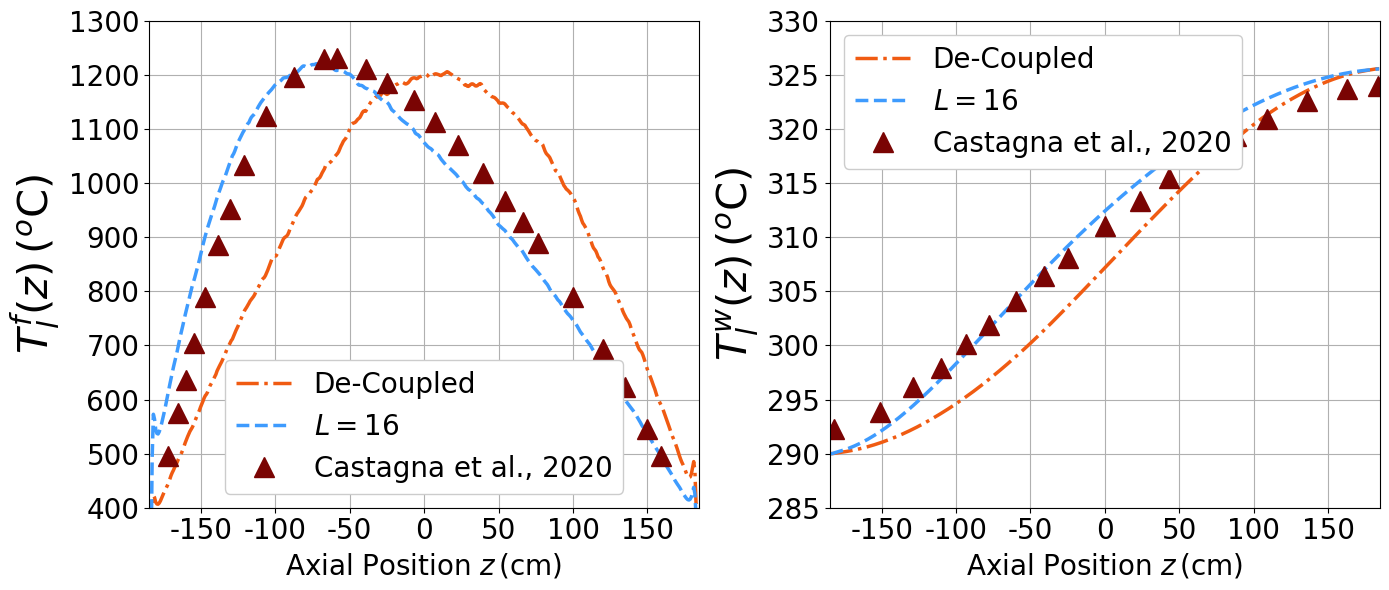 1300
1200
1100
1000
900
800
700
600
500
400
T_l^f(z) (°C)
De-Coupled
L = 16
Castagna et al., 2020
-150 -100 -50 0 50 100 150
Axial Position z (cm)
330
325
320
315
310
305
300
295
290
285
T_l^w(z) (°C)
De-Coupled
L = 16
Castagna et al., 2020
-150 -100 -50 0 50 100 150
Axial Position z (cm)